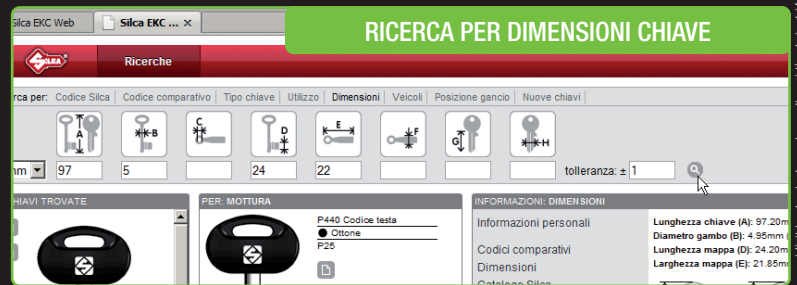 Silca EKC Web
Silca EKC ... ×
RICERCA PER DIMENSIONI CHIAVE
SILCA
Ricerche
rca per: Codice Silca | Codice comparativo | Tipo chiave | Utilizzo | Dimensioni | Veicoli | Posizione gancio | Nuove chiavi |
A
B
C
D
E
F
G
H
mm
97
5
24
22
tolleranza: ± 1
HIAVI TROVATE
PER: MOTTURA
P440 Codice testa
Ottone
P25
INFORMAZIONI: DIMENSIONI
Informazioni personali
Codici comparativi
Dimensioni
Catalogo Silca
Lunghezza chiave (A): 97.20m
Diametro gambo (B): 4.95mm (
Lunghezza mappa (D): 24.20m
Larghezza mappa (E): 21.85m